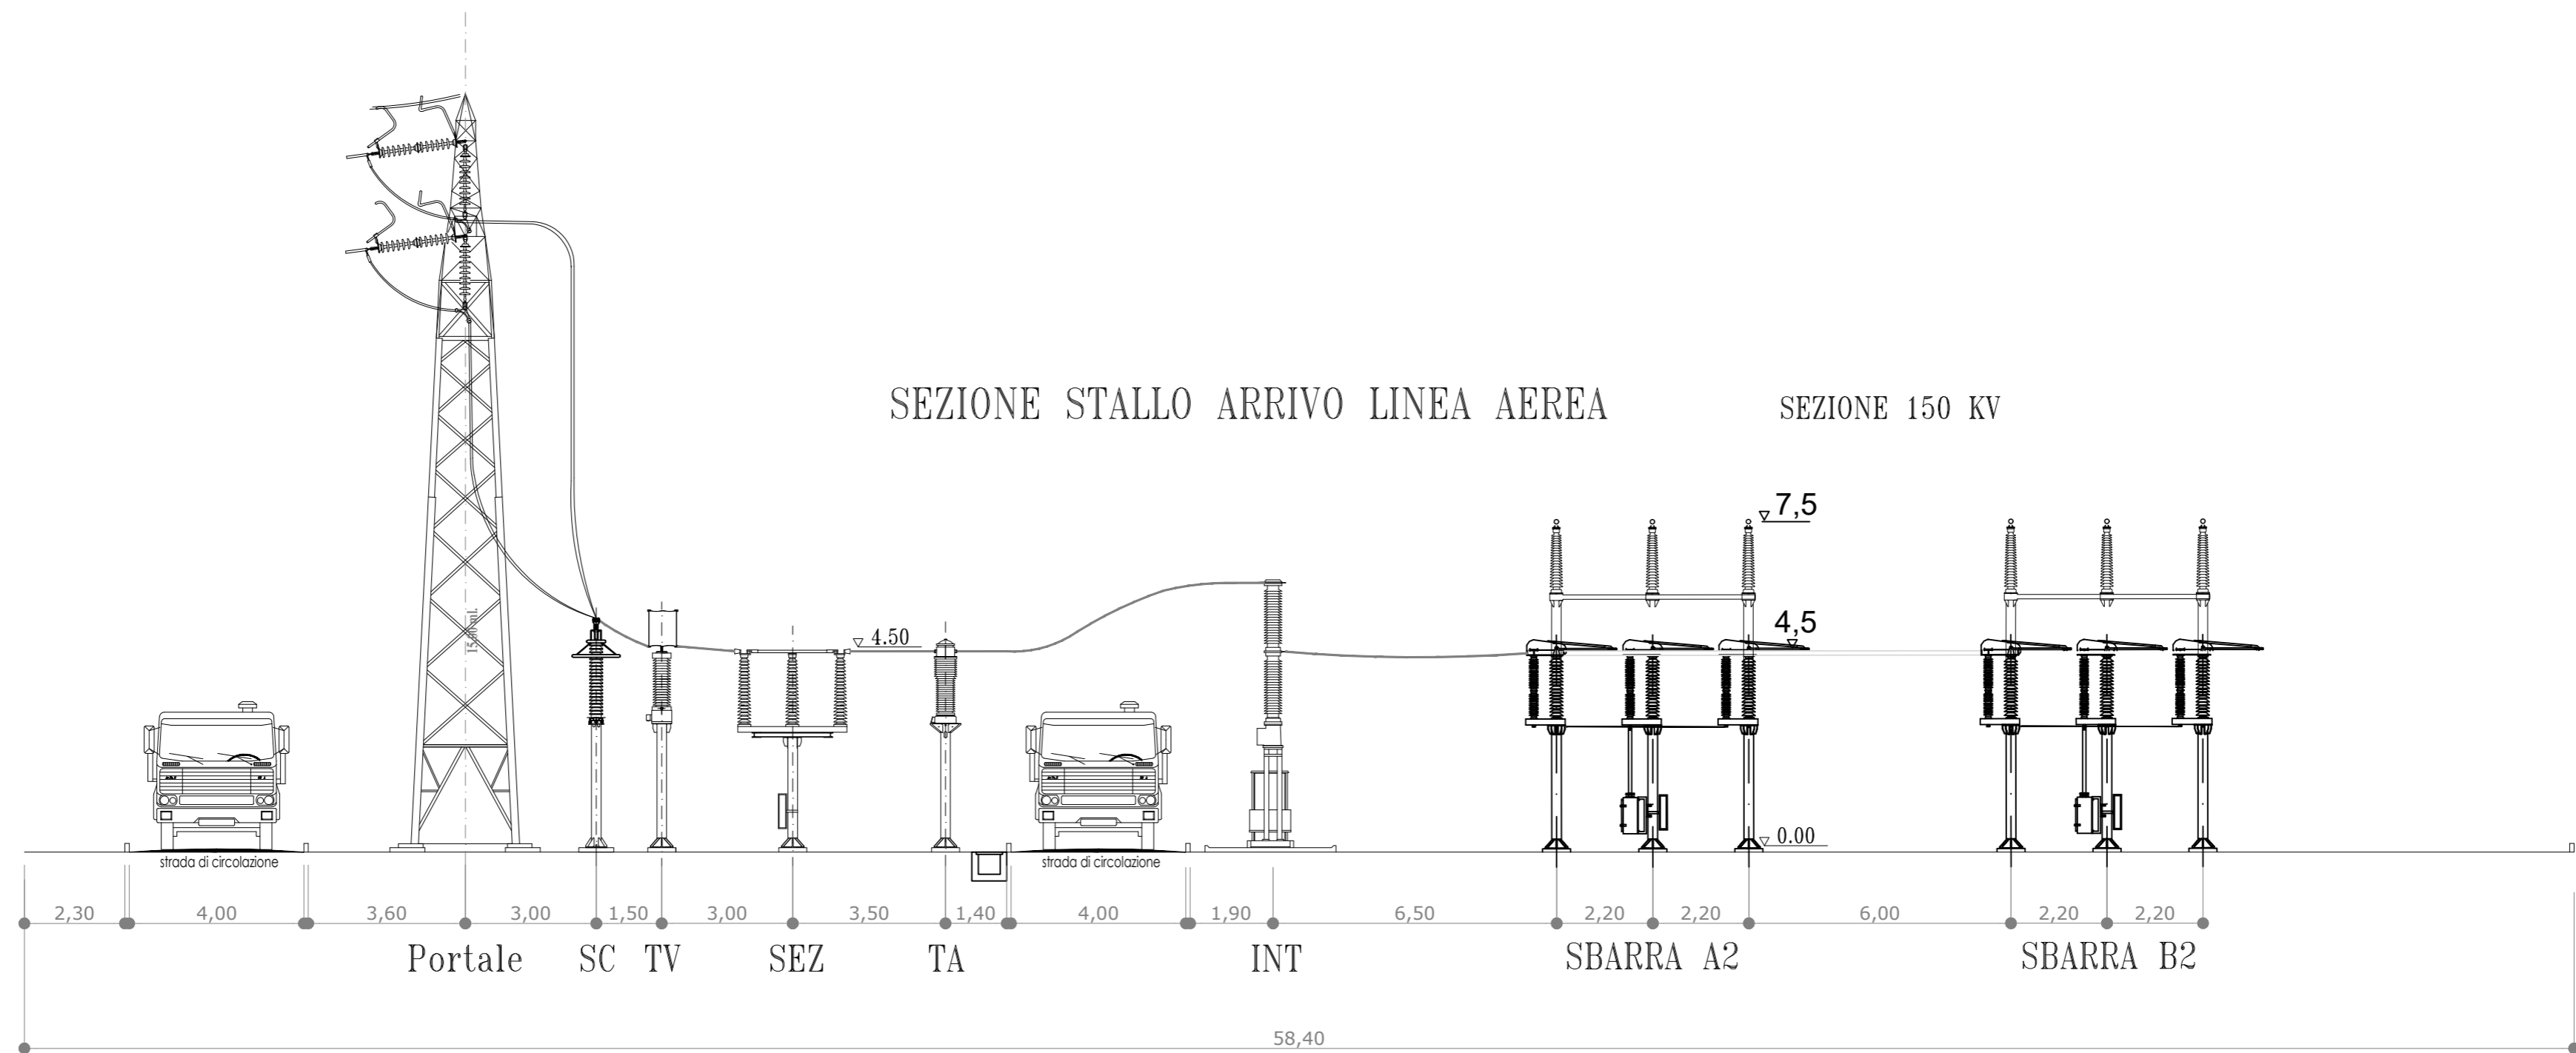 SEZIONE STALLO ARRIVO LINEA AEREA
SEZIONE 150 KV
7,5
4,5
4.50
15.00 ml.
0.00
strada di circolazione
strada di circolazione
2,30
4,00
3,60
3,00
1,50
3,00
3,50
1,40
4,00
1,90
6,50
2,20
2,20
6,00
2,20
2,20
Portale
SC
TV
SEZ
TA
INT
SBARRA A2
SBARRA B2
58,40